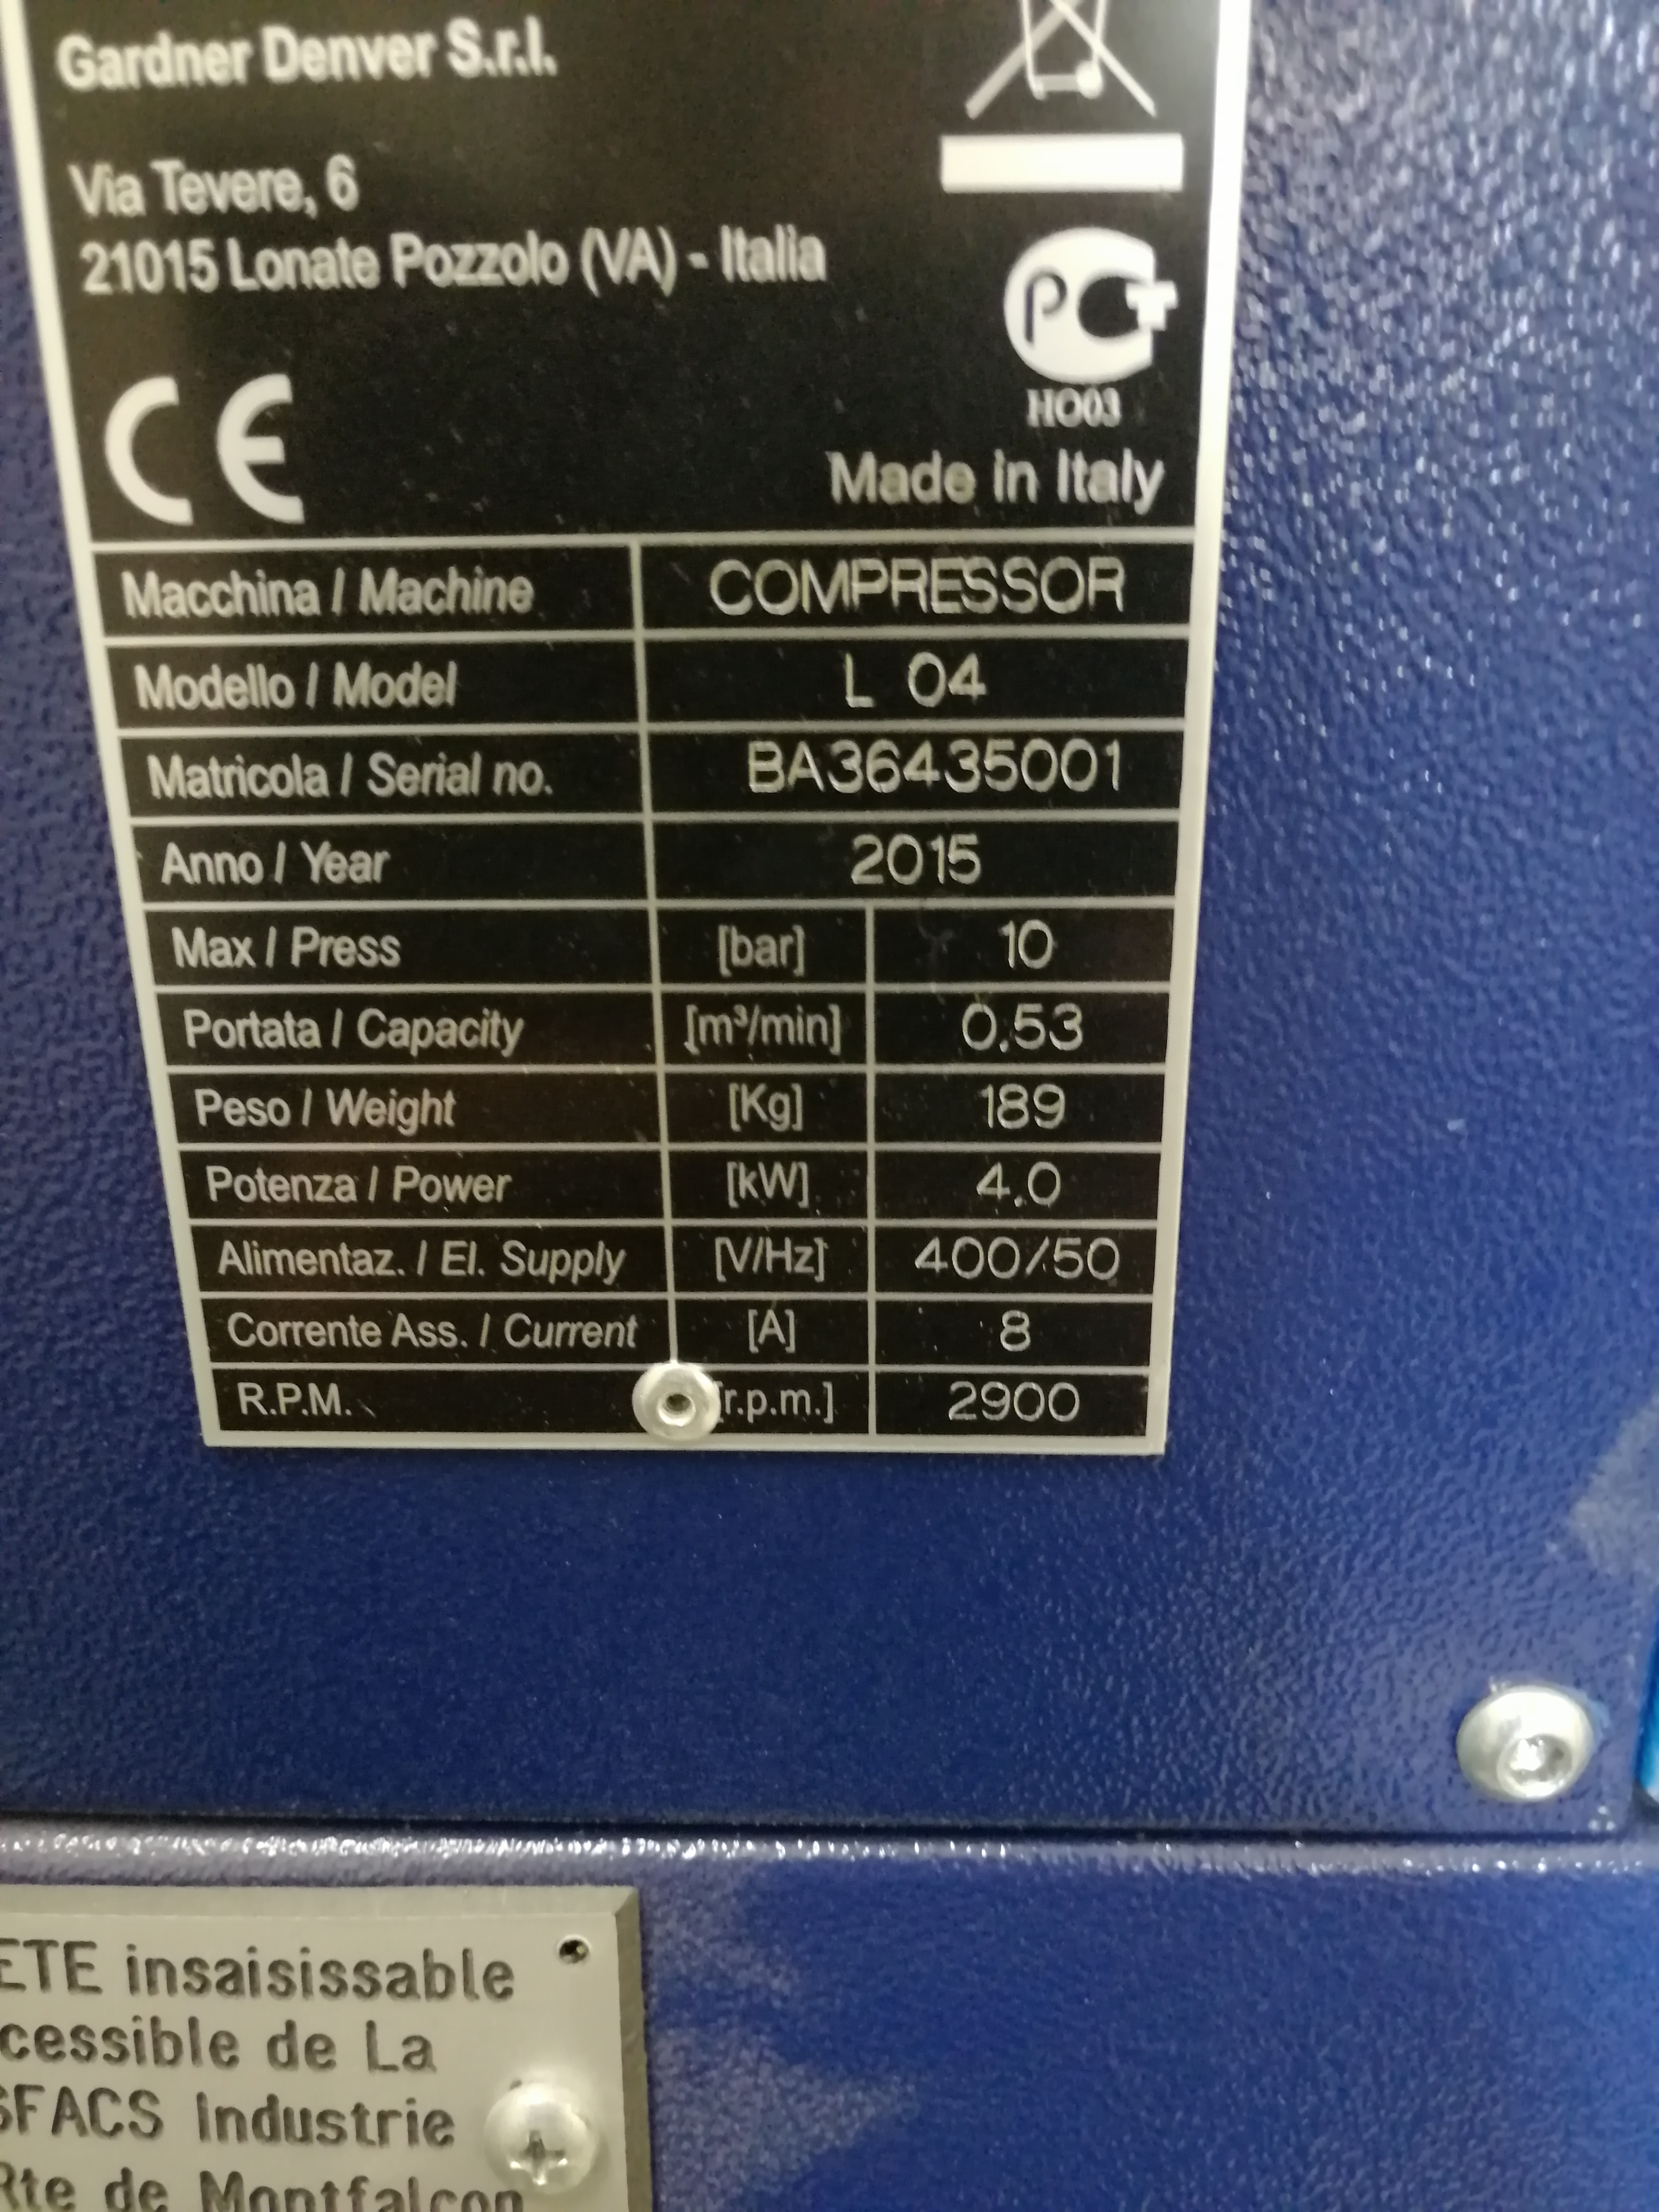 Gardner Denver S.r.l.
Via Tevere, 6
21015 Lonate Pozzolo (VA) - Italia
PCT
HO03
CE
Made in Italy
Macchina / Machine COMPRESSOR
Modello / Model L 04
Matricola / Serial no. BA36435001
Anno / Year 2015
Max / Press [bar] 10
Portata / Capacity [m³/min] 0.53
Peso / Weight [Kg] 189
Potenza / Power [kW] 4.0
Alimentaz. / El. Supply [V/Hz] 400/50
Corrente Ass. / Current [A] 8
R.P.M. [r.p.m.] 2900
ETE insaisissable
cessible de La
SFACS Industrie
Rte de Montfalcon